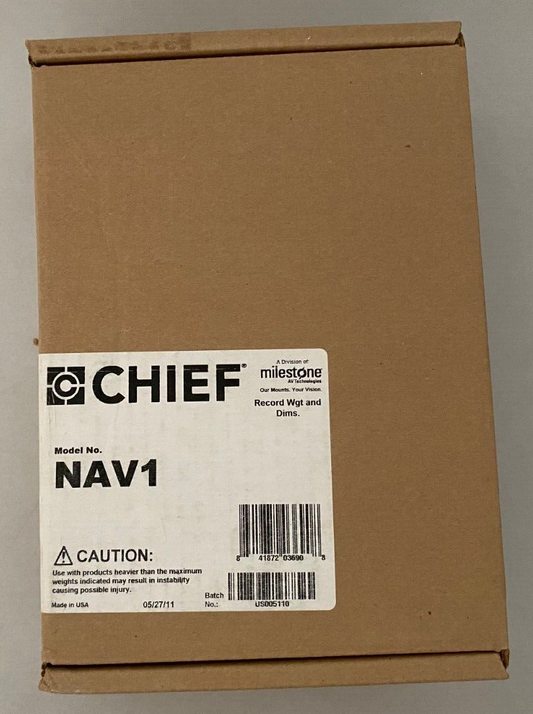 CHIEF®
A Division of
milestone
AV Technologies
Our Mounts. Your Vision.
Record Wgt and
Dims.
Model No.
NAV1
8 41872 03690 8
CAUTION:
Use with products heavier than the maximum
weights indicated may result in instability
causing possible injury.
Made in USA 05/27/11
Batch
No.: US005110